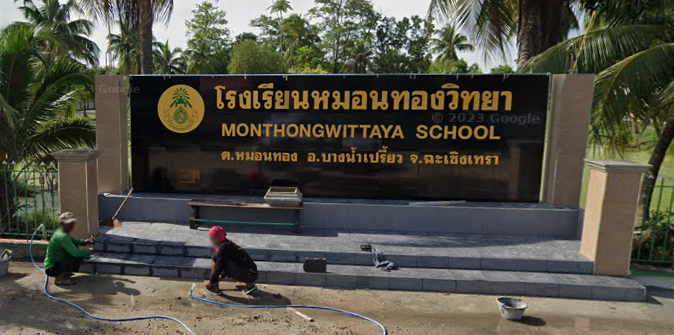 โรงเรียนหมอนทองวิทยา
MONTHONGWITTAYA SCHOOL
ต.หมอนทอง อ.บางน้ำเปรี้ยว จ.ฉะเชิงเทรา
© 2023 Google
Google
Google